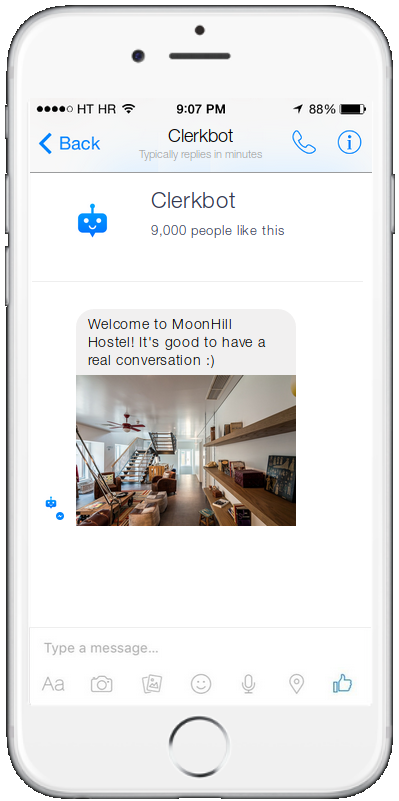 HT HR 9:07 PM 88%
Back Clerkbot
Typically replies in minutes
Clerkbot
9,000 people like this
Welcome to MoonHill
Hostel! It's good to have a
real conversation :)
Type a message...
Aa